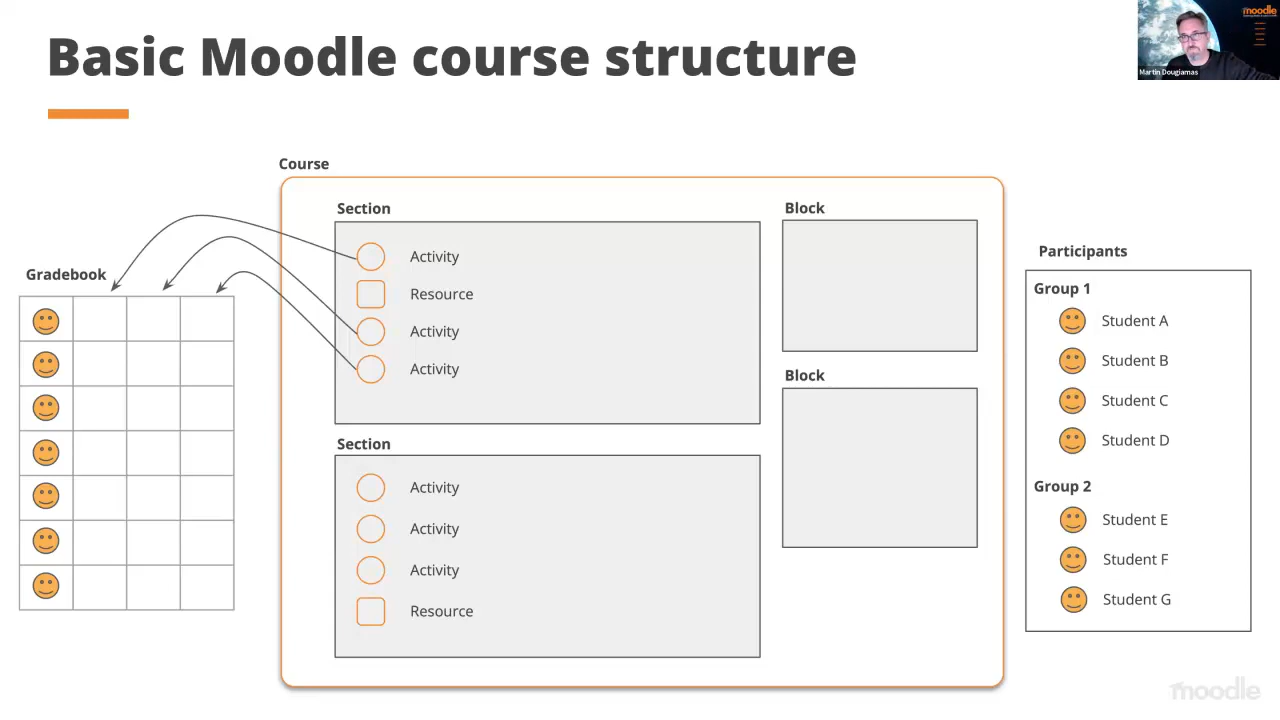 Basic Moodle course structure
moodle
Martin Dougiamas
Course
Section
Activity
Resource
Activity
Activity
Section
Activity
Activity
Activity
Resource
Block
Block
Gradebook
Participants
Group 1
Student A
Student B
Student C
Student D
Group 2
Student E
Student F
Student G
moodle